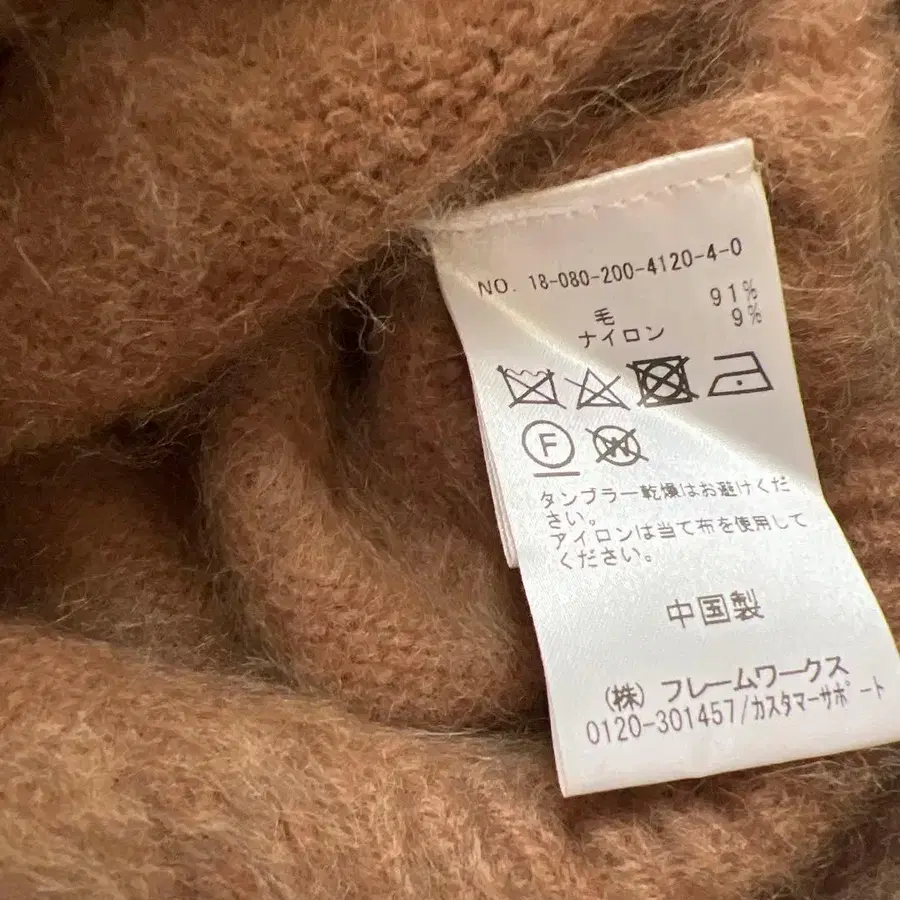 NO. 18-080-200-4120-4-0
毛 91%
ナイロン 9%
F W
タンブラー乾燥はお避けくだ
さい。
アイロンは当て布を使用して
ください。
中国製
(株) フレームワークス
0120-301457/カスタマーサポート